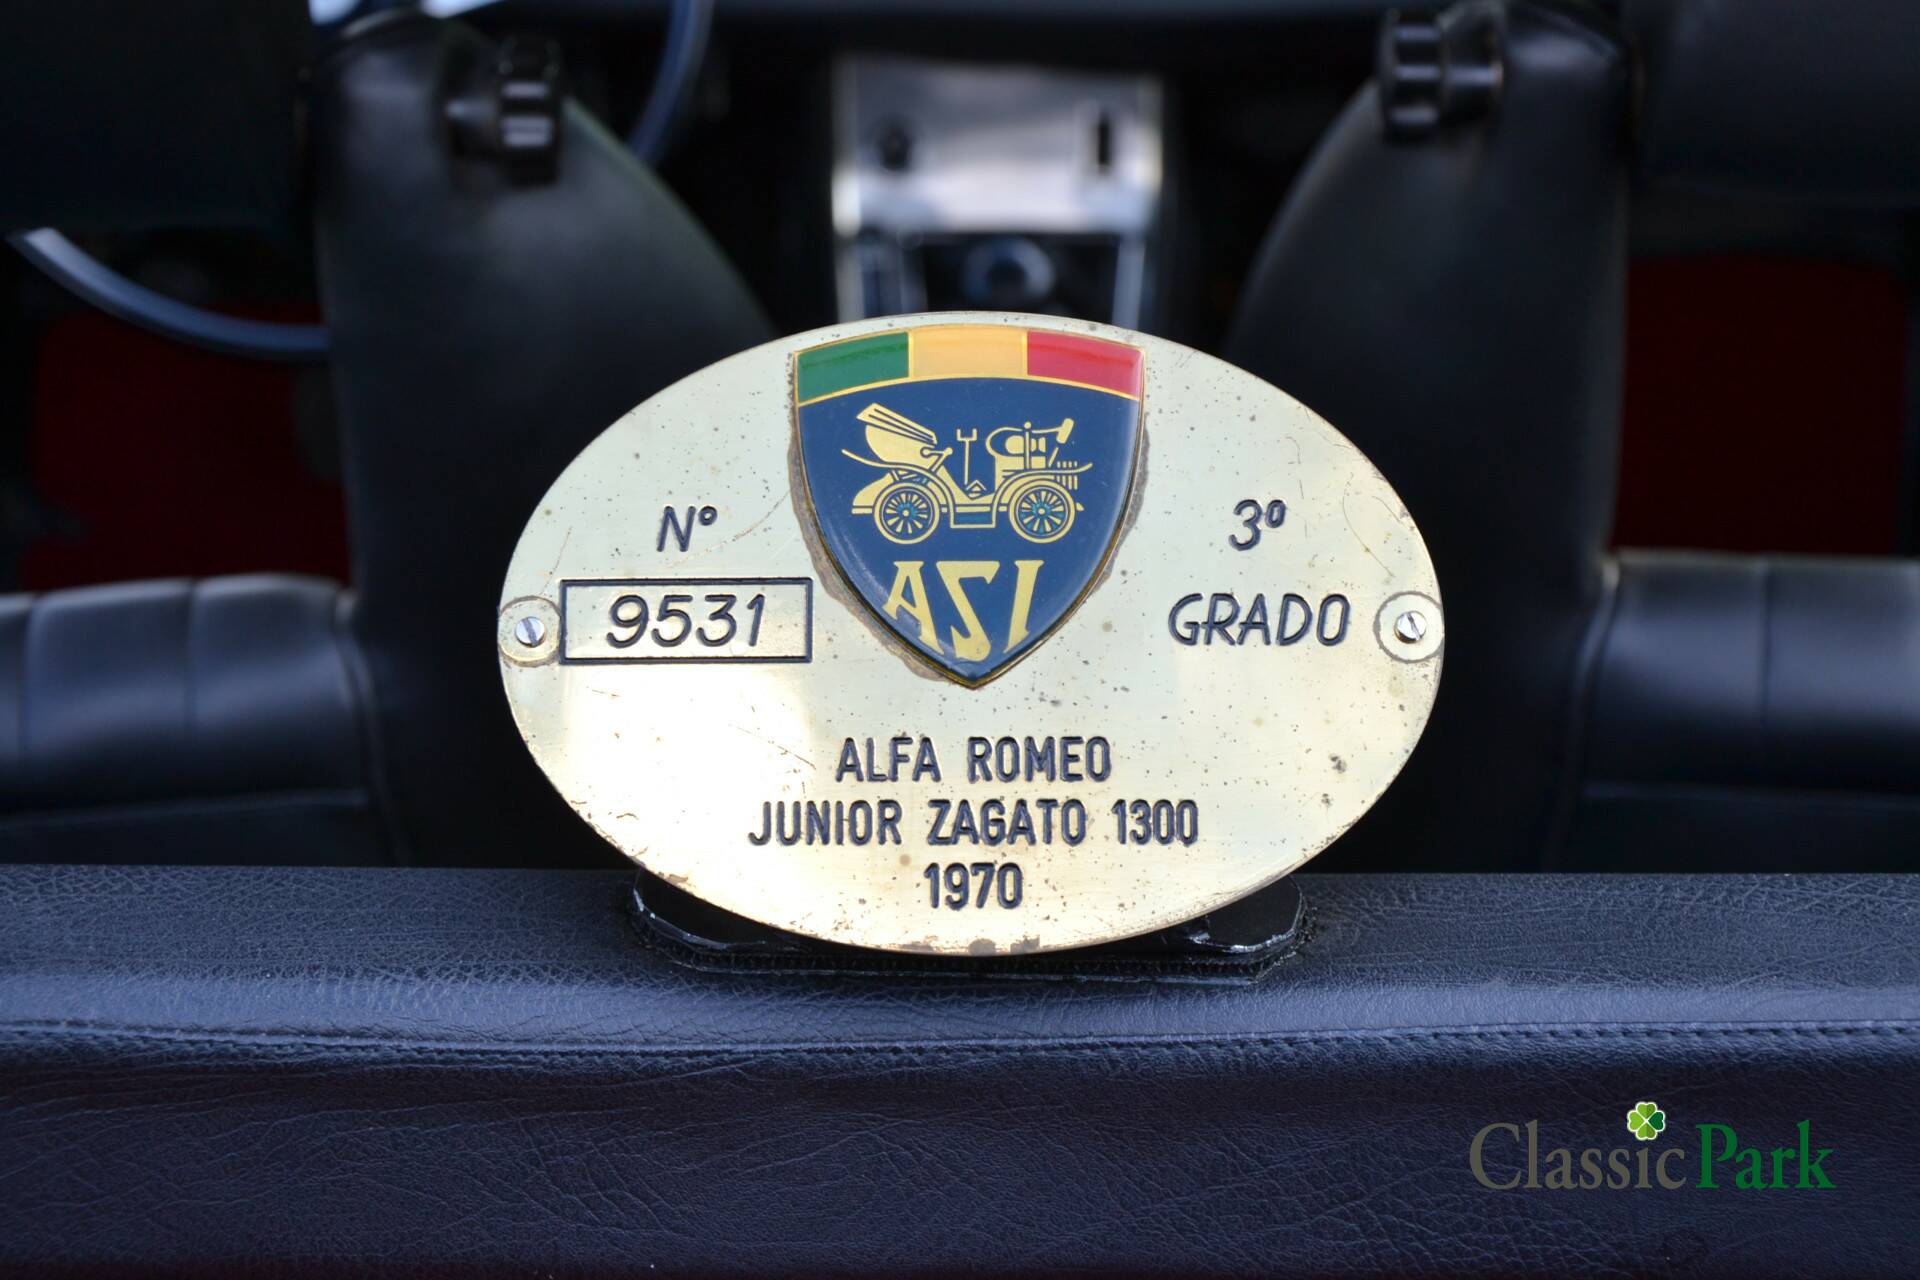 ASI
N° 3°
9531 GRADO
ALFA ROMEO
JUNIOR ZAGATO 1300
1970
Classic Park